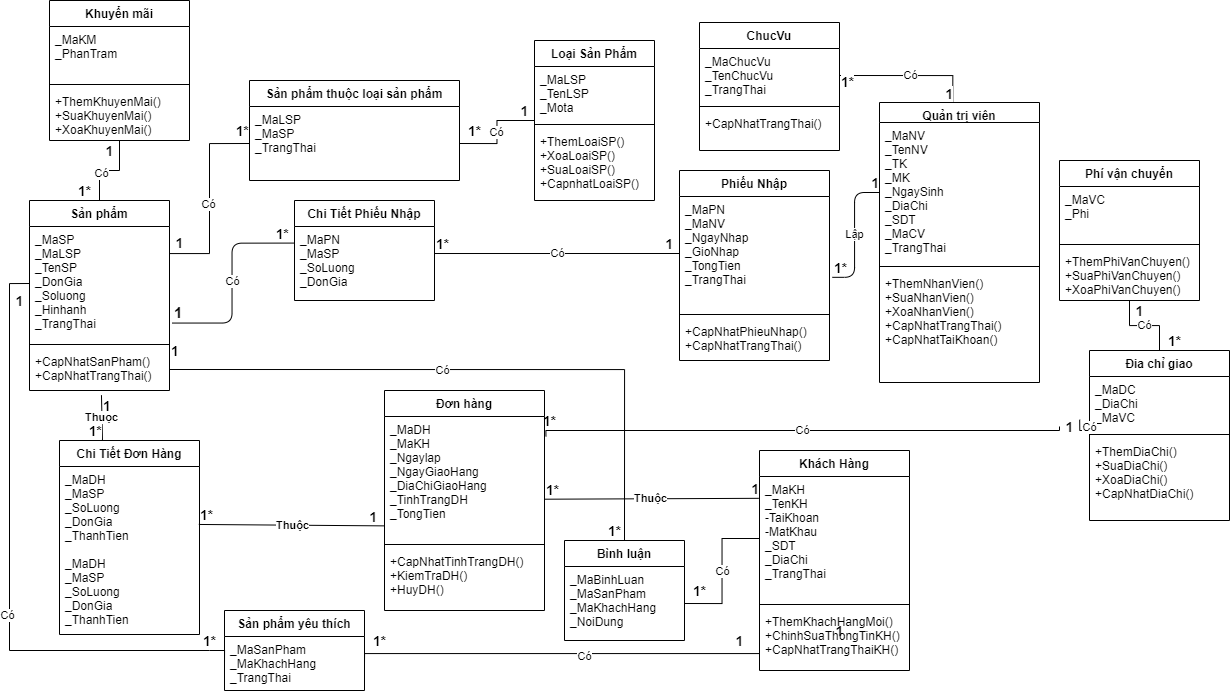 Khuyến mãi
_MaKM
_PhanTram
+ThemKhuyenMai()
+SuaKhuyenMai()
+XoaKhuyenMai()
1
Có
1*
Sản phẩm thuộc loại sản phẩm
_MaLSP
_MaSP
_TrangThai
1*
1*
Có
1
Loại Sản Phẩm
_MaLSP
_TenLSP
_Mota
+ThemLoaiSP()
+XoaLoaiSP()
+SuaLoaiSP()
+CapnhatLoaiSP()
ChucVu
_MaChucVu
_TenChucVu
_TrangThai
+CapNhatTrangThai()
1*
Có
1
Quản trị viên
_MaNV
_TenNV
_TK
_MK
_NgaySinh
_DiaChi
_SDT
_MaCV
_TrangThai
+ThemNhanVien()
+SuaNhanVien()
+XoaNhanVien()
+CapNhatTrangThai()
+CapNhatTaiKhoan()
Phí vận chuyển
_MaVC
_Phi
+ThemPhiVanChuyen()
+SuaPhiVanChuyen()
+XoaPhiVanChuyen()
1
Có
1*
Sản phẩm
_MaSP
_MaLSP
_TenSP
_DonGia
_Soluong
_Hinhanh
_TrangThai
+CapNhatSanPham()
+CapNhatTrangThai()
1
Có
1
Có
1*
Chi Tiết Phiếu Nhập
_MaPN
_MaSP
_SoLuong
_DonGia
1*
Có
1
Phiếu Nhập
_MaPN
_MaNV
_NgayNhap
_GioNhap
_TongTien
_TrangThai
+CapNhatPhieuNhap()
+CapNhatTrangThai()
1
Lập
1*
Địa chỉ giao
_MaDC
_DiaChi
_MaVC
+ThemDiaChi()
+SuaDiaChi()
+XoaDiaChi()
+CapNhatDiaChi()
1
1
Có
1
Thuộc
1*
Chi Tiết Đơn Hàng
_MaDH
_MaSP
_SoLuong
_DonGia
_ThanhTien
_MaDH
_MaSP
_SoLuong
_DonGia
_ThanhTien
1*
Thuộc
1
Đơn hàng
_MaDH
_MaKH
_Ngaylap
_NgayGiaoHang
_DiaChiGiaoHang
_TinhTrangDH
_TongTien
+CapNhatTinhTrangDH()
+KiemTraDH()
+HuyDH()
1*
Có
1
Có
1*
Thuộc
1
Khách Hàng
_MaKH
_TenKH
-TaiKhoan
-MatKhau
_SDT
_DiaChi
_TrangThai
+ThemKhachHangMoi()
+ChinhSuaThongTinKH()
+CapNhatTrangThaiKH()
1
1*
Bình luận
_MaBinhLuan
_MaSanPham
_MaKhachHang
_NoiDung
1*
Có
Có
1*
Sản phẩm yêu thích
_MaSanPham
_MaKhachHang
_TrangThai
1*
Có
1